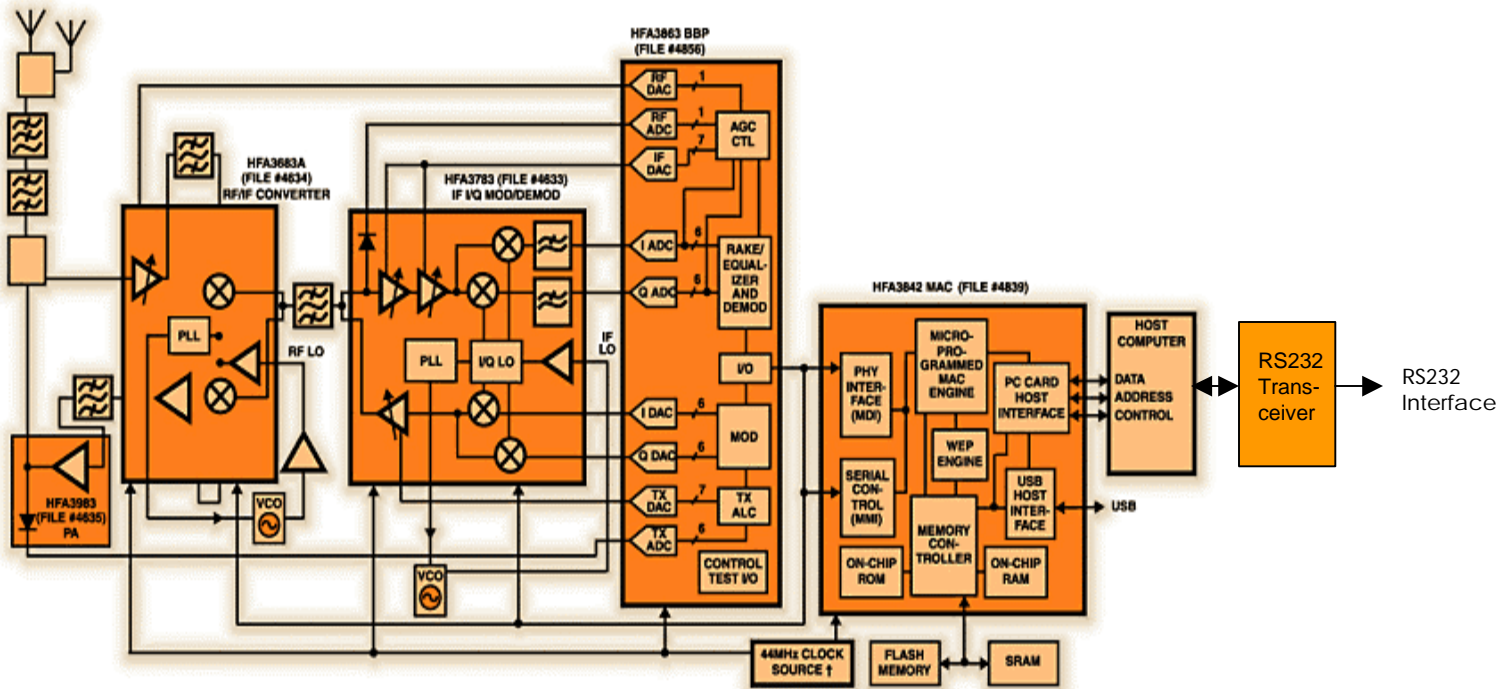 HFA3863 BBP
(FILE #4856)
RF
DAC
1
RF
ADC
1
IF
DAC
7
AGC
CTL
I ADC
6
Q ADC
6
RAKE/
EQUAL-
IZER
AND
DEMOD
I/O
I DAC
6
Q DAC
6
MOD
TX
DAC
7
TX
ALC
TX
ADC
6
CONTROL
TEST I/O
HFA3683A
(FILE #4634)
RF/IF CONVERTER
PLL
RF LO
HFA3783 (FILE #4633)
IF I/Q MOD/DEMOD
PLL
I/Q LO
IF
LO
HFA3983
(FILE #4635)
PA
VCO
VCO
HFA3842 MAC (FILE #4839)
PHY
INTER-
FACE
(MDI)
MICRO-
PRO-
GRAMMED
MAC
ENGINE
PC CARD
HOST
INTERFACE
WEP
ENGINE
SERIAL
CON-
TROL
(MMI)
USB
HOST
INTER-
FACE
MEMORY
CON-
TROLLER
ON-CHIP
ROM
ON-CHIP
RAM
DATA
ADDRESS
CONTROL
USB
HOST
COMPUTER
RS232
Trans-
ceiver
RS232
Interface
44MHz CLOCK
SOURCE †
FLASH
MEMORY
SRAM